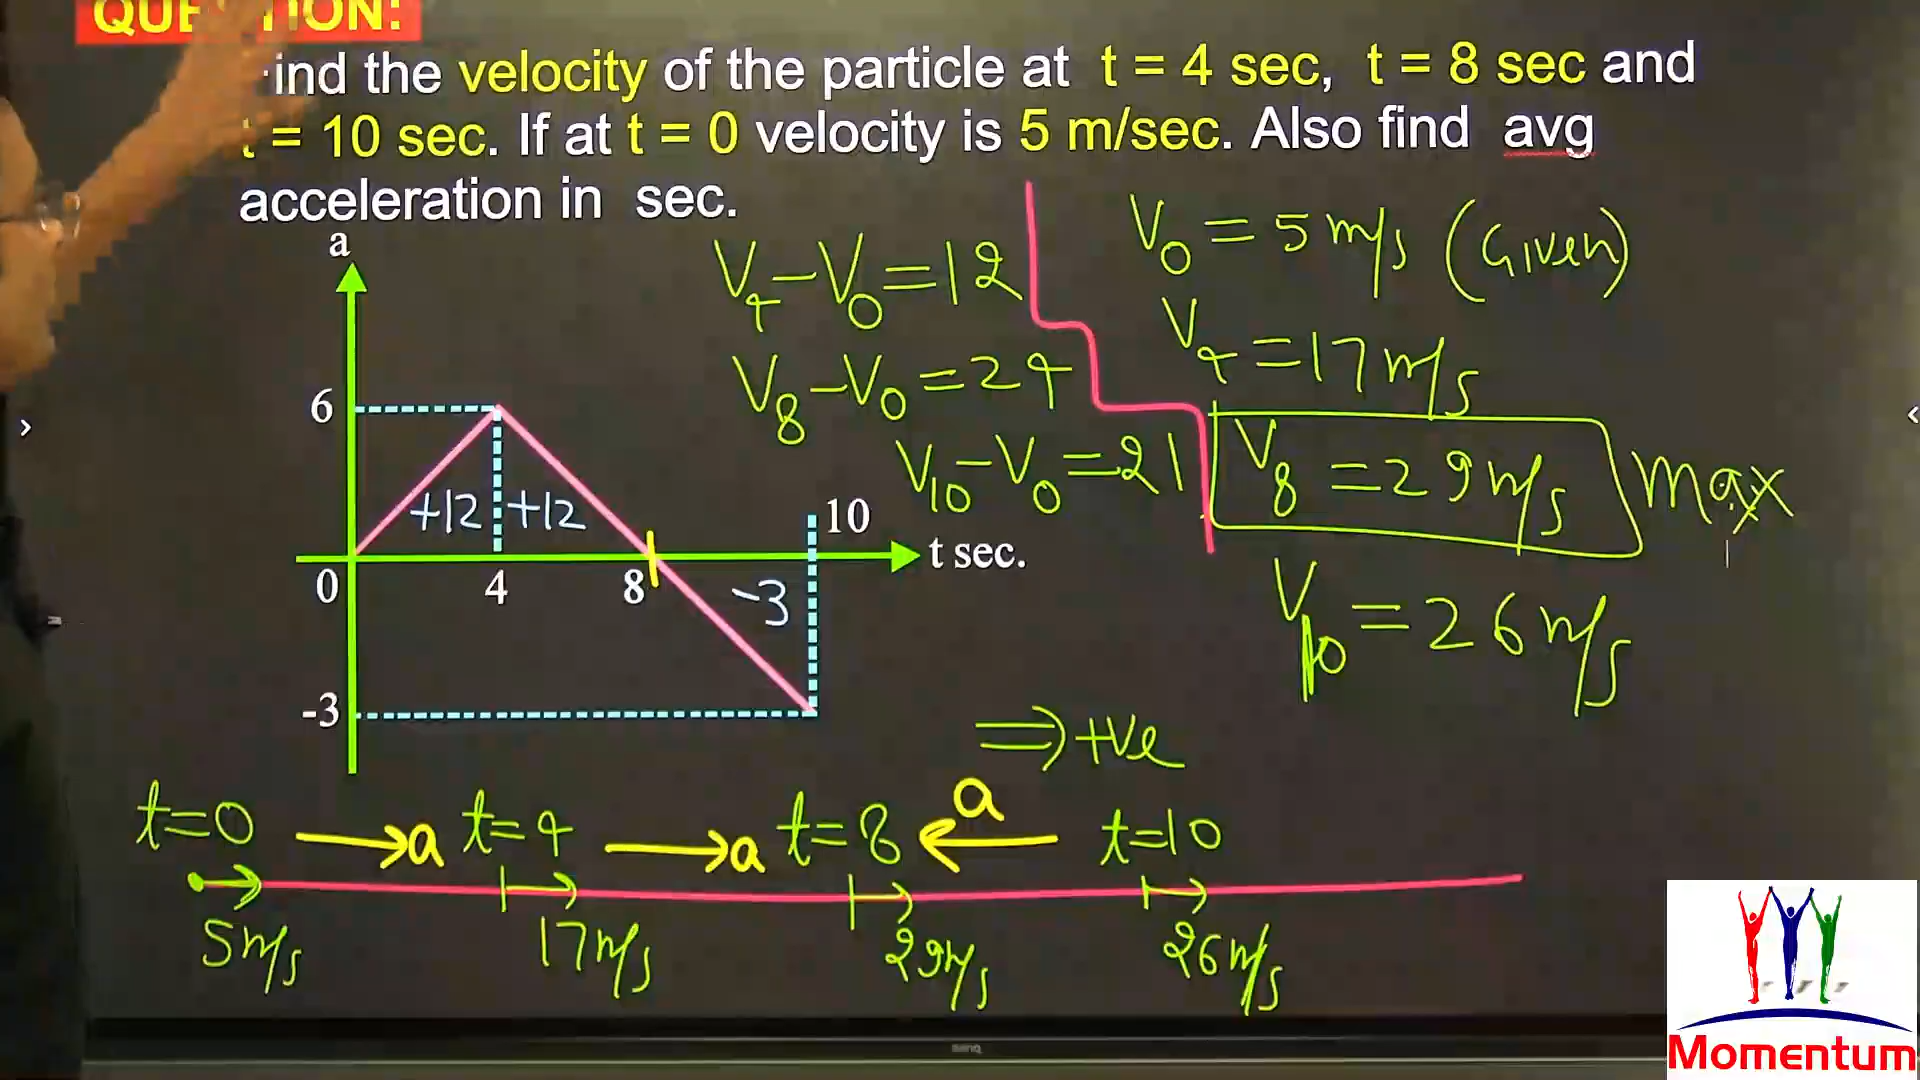 QUE TION:
ind the velocity of the particle at t = 4 sec, t = 8 sec and
t = 10 sec. If at t = 0 velocity is 5 m/sec. Also find avg
acceleration in sec.
a
6
+12 +12
0 4 8 10 t sec.
-3
-3
V4 - V0 = 12
V8 - V0 = 24
V10 - V0 = 21
V0 = 5 m/s (Given)
V4 = 17 m/s
V8 = 29 m/s max
V10 = 26 m/s
⇒ +ve
t=0 → a t=4 → a t=8 ← a t=10
5 m/s 17 m/s 29 m/s 26 m/s
BenQ
Momentum